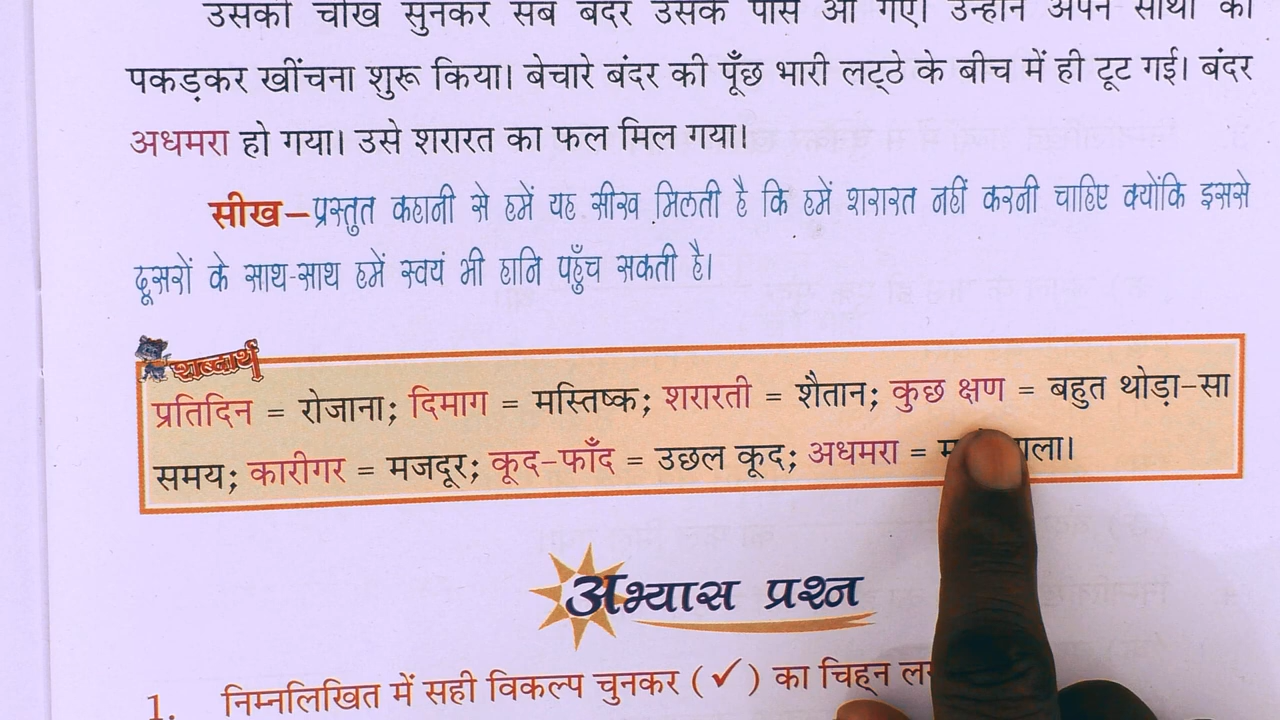 उसकी चीख सुनकर सब बंदर उसके पास आ गए। उन्होंने अपने साथी को
पकड़कर खींचना शुरू किया। बेचारे बंदर की पूँछ भारी लट्ठे के बीच में ही टूट गई। बंदर
अधमरा हो गया। उसे शरारत का फल मिल गया।
सीख–प्रस्तुत कहानी से हमें यह सीख मिलती है कि हमें शरारत नहीं करनी चाहिए क्योंकि इससे
दूसरों के साथ-साथ हमें स्वयं भी हानि पहुँच सकती है।
शब्दार्थ
प्रतिदिन = रोजाना; दिमाग = मस्तिष्क; शरारती = शैतान; कुछ क्षण = बहुत थोड़ा-सा
समय; कारीगर = मजदूर; कूद-फाँद = उछल कूद; अधमरा =
अभ्यास प्रश्न
1. निम्नलिखित में सही विकल्प चुनकर (✓) का चिह्न